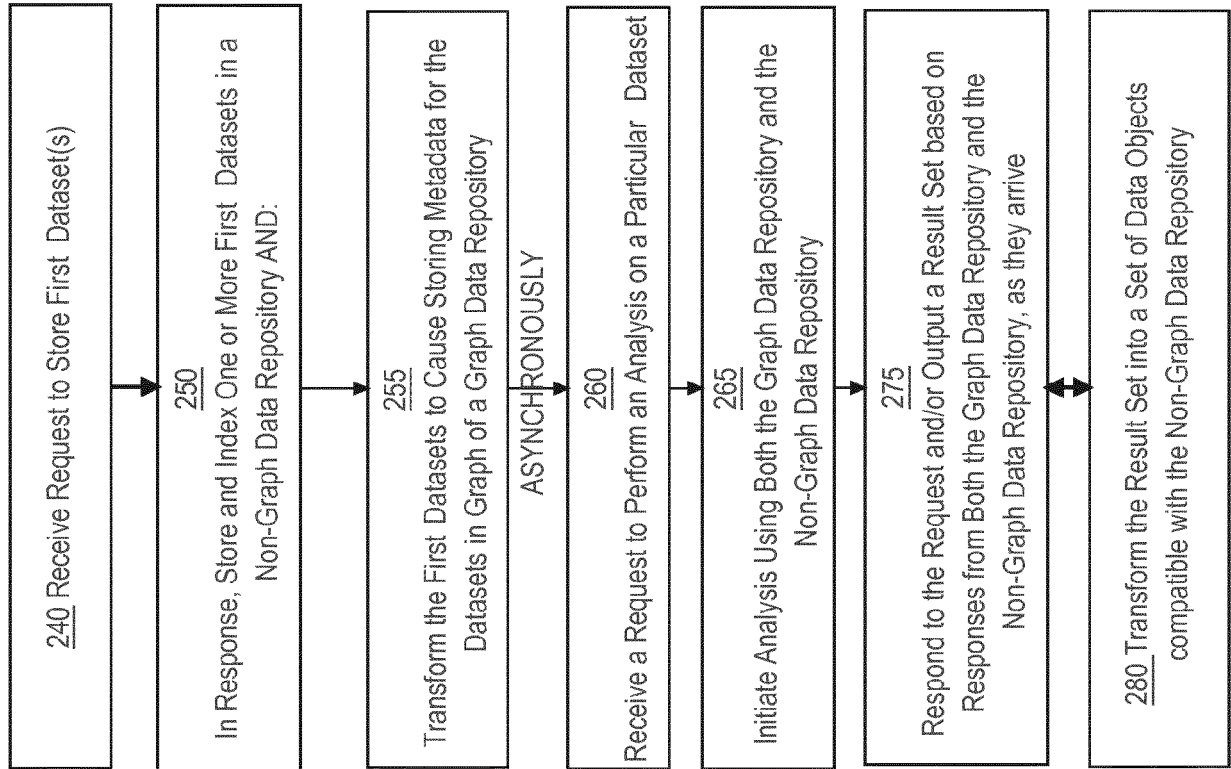 240 Receive Request to Store First Dataset(s)
250
In Response, Store and Index One or More First Datasets in a
Non-Graph Data Repository AND:
255
Transform the First Datasets to Cause Storing Metadata for the
Datasets in Graph of a Graph Data Repository
ASYNCHRONOUSLY
260
Receive a Request to Perform an Analysis on a Particular Dataset
265
Initiate Analysis Using Both the Graph Data Repository and the
Non-Graph Data Repository
275
Respond to the Request and/or Output a Result Set based on
Responses from Both the Graph Data Repository and the
Non-Graph Data Repository, as they arrive
280 Transform the Result Set into a Set of Data Objects
compatible with the Non-Graph Data Repository